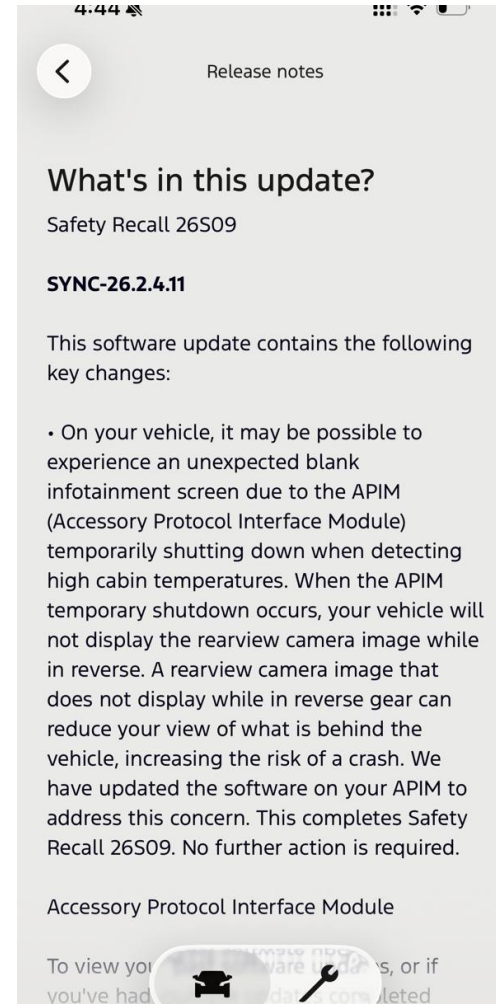 4:44
Release notes
What's in this update?
Safety Recall 26S09
SYNC-26.2.4.11
This software update contains the following
key changes:
• On your vehicle, it may be possible to
experience an unexpected blank
infotainment screen due to the APIM
(Accessory Protocol Interface Module)
temporarily shutting down when detecting
high cabin temperatures. When the APIM
temporary shutdown occurs, your vehicle will
not display the rearview camera image while
in reverse. A rearview camera image that
does not display while in reverse gear can
reduce your view of what is behind the
vehicle, increasing the risk of a crash. We
have updated the software on your APIM to
address this concern. This completes Safety
Recall 26S09. No further action is required.
Accessory Protocol Interface Module
To view or if
you've had